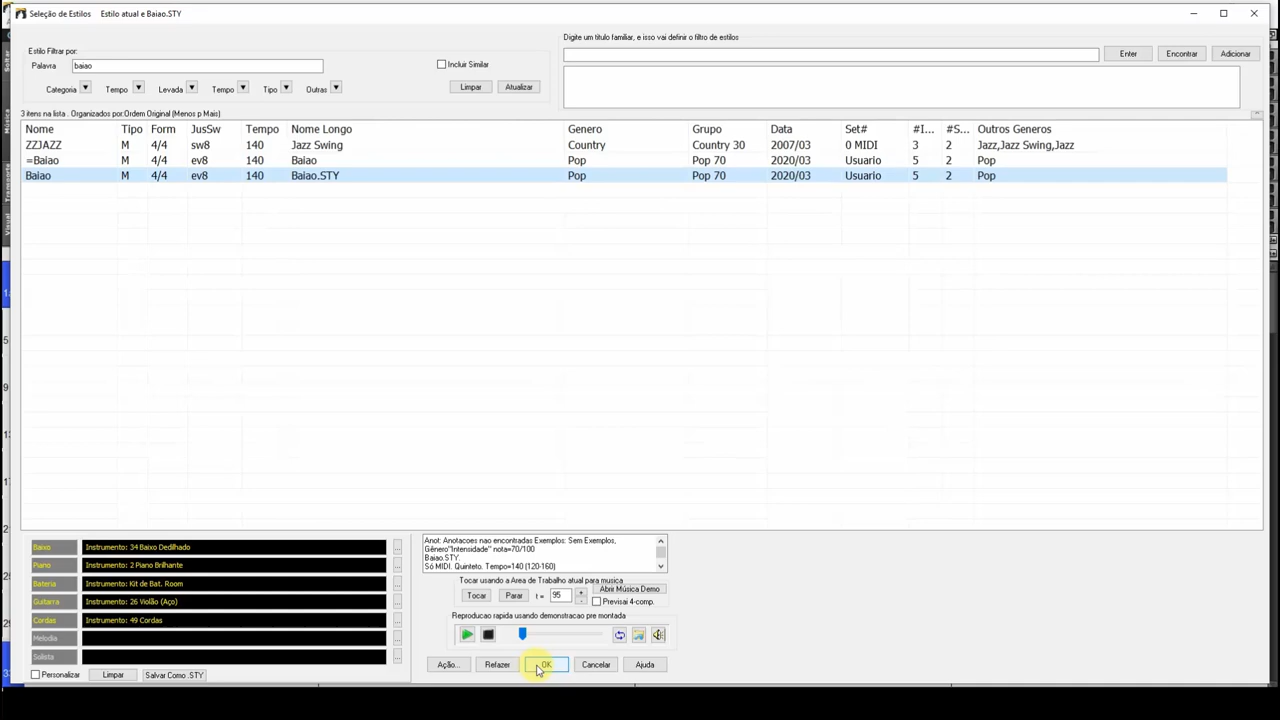 Seleção de Estilos Estilo atual e Baiao.STY
Digite um título familiar, e isso vai definir o filtro de estilos
Estilo Filtrar por:
Palavra baiao
Incluir Similar
Enter Encontrar Adicionar
Categoria Tempo Levada Tempo Tipo Outras
Limpar Atualizar
3 itens na lista . Organizados por:Ordem Original (Menos p Mais)
Nome Tipo Form JusSw Tempo Nome Longo Genero Grupo Data Set# #I... #S... Outros Generos
ZZJAZZ M 4/4 sw8 140 Jazz Swing Country Country 30 2007/03 0 MIDI 3 2 Jazz,Jazz Swing,Jazz
=Baiao M 4/4 ev8 140 Baiao Pop Pop 70 2020/03 Usuario 5 2 Pop
Baiao M 4/4 ev8 140 Baiao.STY Pop Pop 70 2020/03 Usuario 5 2 Pop
Baixo Instrumento: 34 Baixo Dedilhado ...
Piano Instrumento: 2 Piano Brilhante ...
Bateria Instrumento: Kit de Bat. Room ...
Guitarra Instrumento: 26 Violão (Aço) ...
Cordas Instrumento: 49 Cordas ...
Melodia ...
Solista ...
Personalizar Limpar Salvar Como .STY
Anot: Anotacoes nao encontradas Exemplos: Sem Exemplos,
Gênero"Intensidade" nota=70/100
Baiao.STY.
Só MIDI. Quinteto. Tempo=140 (120-160)
Tocar usando a Area de Trabalho atual para musica
Tocar Parar t = 95 + - Abrir Música Demo
Previsai 4-comp.
Reproducao rapida usando demonstracao pre montada
Ação... Refazer OK Cancelar Ajuda
Soltar
Música
Transporte
Visual
5
9